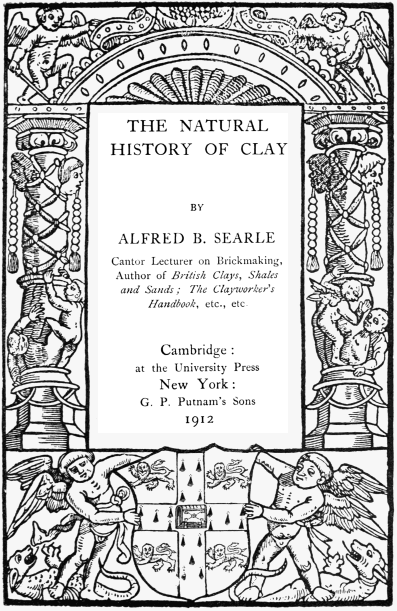 THE NATURAL
HISTORY OF CLAY
BY
ALFRED B. SEARLE
Cantor Lecturer on Brickmaking,
Author of British Clays, Shales
and Sands; The Clayworker's
Handbook, etc., etc
Cambridge:
at the University Press
New York:
G. P. Putnam's Sons
1912